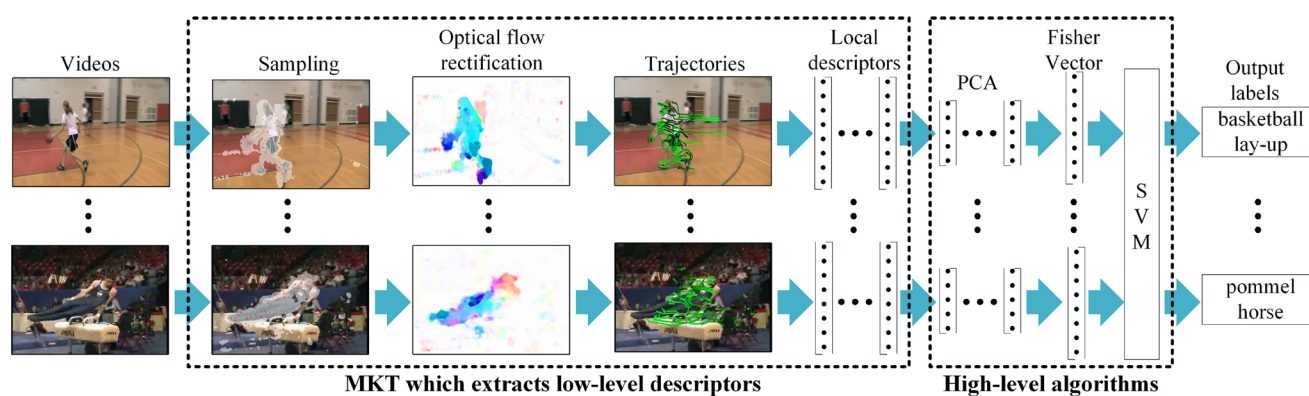 Videos
Sampling
Optical flow
rectification
Trajectories
Local
descriptors
PCA
Fisher
Vector
Output
labels
basketball
lay-up
S
V
M
pommel
horse
MKT which extracts low-level descriptors
High-level algorithms